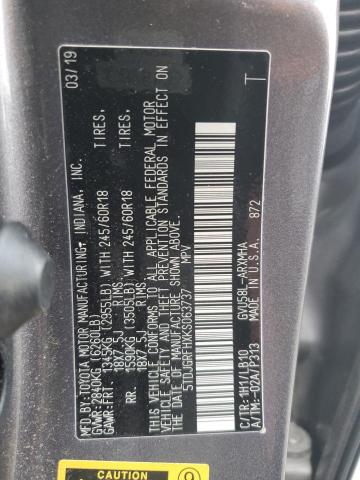 MFD.BY:TOYOTA MOTOR MANUFACTURING, INDIANA, INC. 03/19
GVWR:2840KG (6260LB)
GAWR:FRT. 1345KG (2355LB) WITH 245/60R18 TIRES,
18X7.5J RIMS,
RR. 1590KG (3505LB) WITH 245/60R18 TIRES,
18X7.5J RIMS,
THIS VEHICLE CONFORMS TO ALL APPLICABLE FEDERAL MOTOR
VEHICLE SAFETY AND THEFT PREVENTION STANDARDS IN EFFECT ON
THE DATE OF MANUFACTURE SHOWN ABOVE.
5TDJGRFHXKS063737 MPV T
C/TR:1H1/LB10 GVU58L-ARXMHA
A/TM:-02A/P313 MADE IN U.S.A. 872
CAUTION